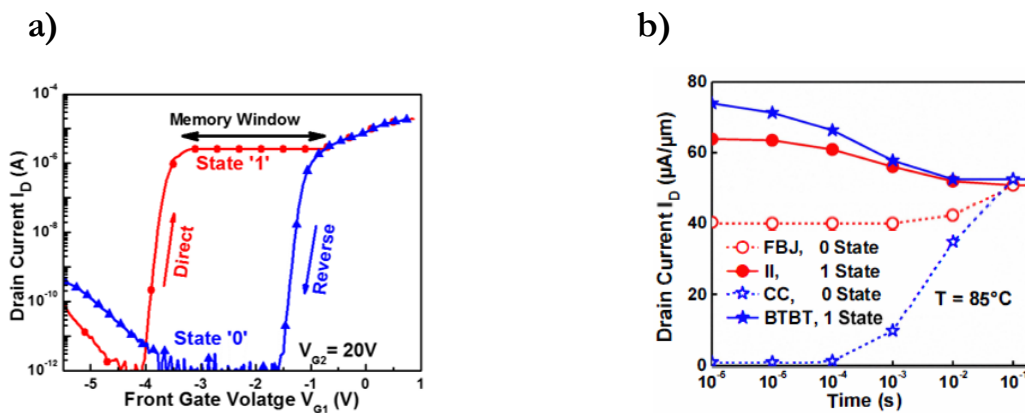 a)
b)
10⁻⁴
10⁻⁶
10⁻⁸
10⁻¹⁰
10⁻¹²
Drain Current I_D (A)
Memory Window
State '1'
Direct
Reverse
State '0'
V_G2 = 20V
-5
-4
-3
-2
-1
0
1
Front Gate Volatge V_G1 (V)
80
60
40
20
0
Drain Current I_D (µA/µm)
FBJ, 0 State
II, 1 State
CC, 0 State
BTBT, 1 State
T = 85°C
10⁻⁶
10⁻⁵
10⁻⁴
10⁻³
10⁻²
10⁻¹
Time (s)